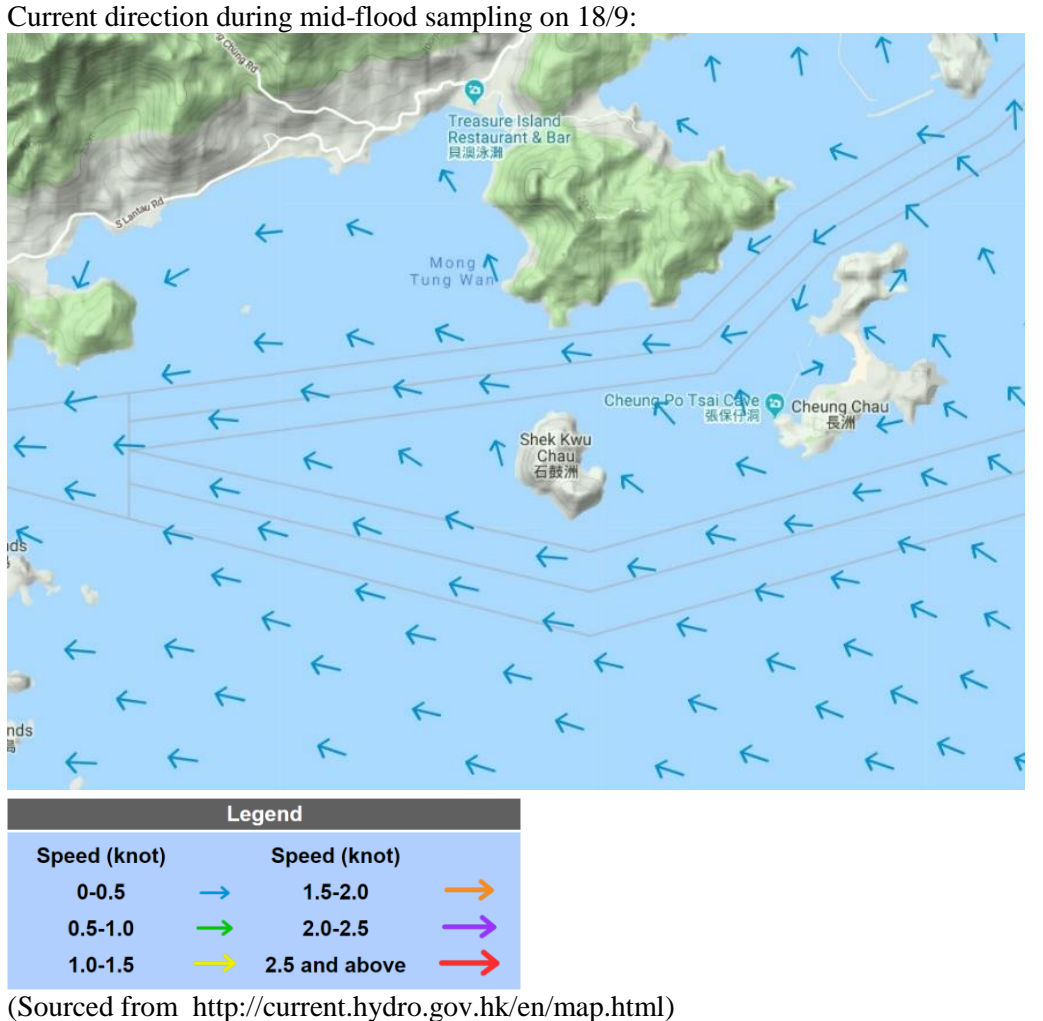 Current direction during mid-flood sampling on 18/9:
Chung Rd
Treasure Island
Restaurant & Bar
貝澳泳灘
S Lantau Rd
Mong
Tung Wan
Cheung Po Tsai Cave
張保仔洞
Cheung Chau
長洲
Shek Kwu
Chau
石鼓洲
nds
nds
島
Legend
Speed (knot) Speed (knot)
0-0.5 1.5-2.0
0.5-1.0 2.0-2.5
1.0-1.5 2.5 and above
(Sourced from http://current.hydro.gov.hk/en/map.html)